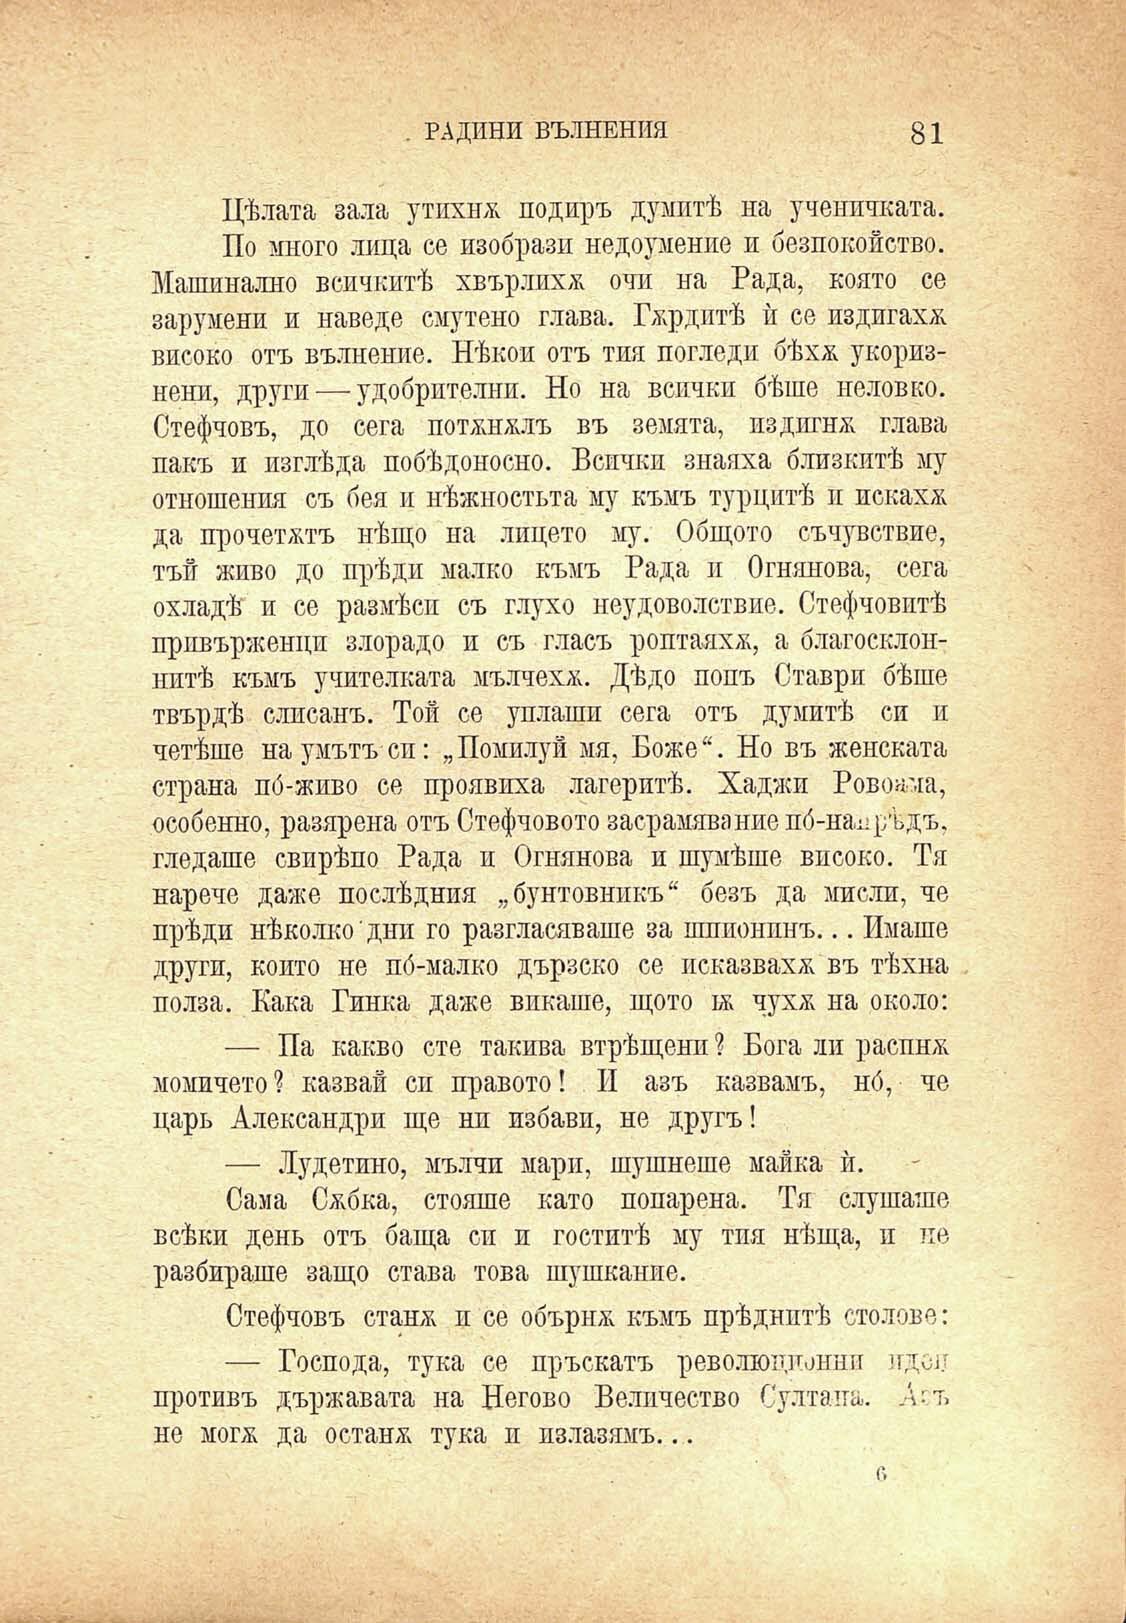 РАДИНИ ВЪЛНЕНИЯ 81
Цѣлата зала утихнѫ подиръ думитѣ на ученичката.
По много лица се изобрази недоумение и безпокойство.
Машинално всичкитѣ хвърлихѫ очи на Рада, която се
зарумени и наведе смутено глава. Гѫрдитѣ ѝ се издигахѫ
високо отъ вълнение. Нѣкои отъ тия погледи бѣхѫ укориз-
нени, други — удобрителни. Но на всички бѣше неловко.
Стефчовъ, до сега потѫнѫлъ въ земята, издигнѫ глава
пакъ и изглѣда побѣдоносно. Всички знаяха близкитѣ му
отношения съ бея и нѣжностьта му към турцитѣ и искахѫ
да прочетѫтъ нѣщо на лицето му. Общото съчувствие,
тъй живо до прѣди малко къмъ Рада и Огнянова, сега
охладѣ и се размѣси съ глухо неудоволствие. Стефчовитѣ
привърженци злорадо и съ гласъ роптаяхѫ, а благосклон-
нитѣ къмъ учителката мълчехѫ. Дѣдо попъ Ставри бѣше
твърдѣ слисанъ. Той се уплаши сега отъ думитѣ си и
четѣше на умътъ си: „Помилуй мя, Боже“. Но въ женската
страна по́-живо се проявиха лагеритѣ. Хаджи Ровоама,
особенно, разярена отъ Стефчовото засрамявание по́-напрѣдъ,
гледаше свирѣпо Рада и Огнянова и шумѣше високо. Тя
нарече даже послѣдния „бунтовникъ“ безъ да мисли, че
прѣди нѣколко дни го разгласяваше за шпионинъ... Имаше
други, които не по́-малко дързско се исказвахѫ въ тѣхна
полза. Кака Гинка даже викаше, щото ѭ чухѫ на около:
— Па какво сте такива втрѣщени? Бога ли распнѫ
момичето? казвай си правото! И азъ казвамъ, но́, че
царь Александри ще ни избави, не другъ!
— Лудетино, мълчи мари, шушнеше майка ѝ.
Сама Сѫбка, стояше като попарена. Тя слушаше
всѣки день отъ баща си и гоститѣ му тия нѣща, и не
разбираше защо става това шушкание.
Стефчовъ станѫ и се обърнѫ къмъ прѣднитѣ столове:
— Господа, тука се пръскатъ революционни идеи
противъ държавата на Негово Величество Султана. Азъ
не могѫ да останѫ тука и излазямъ...
6